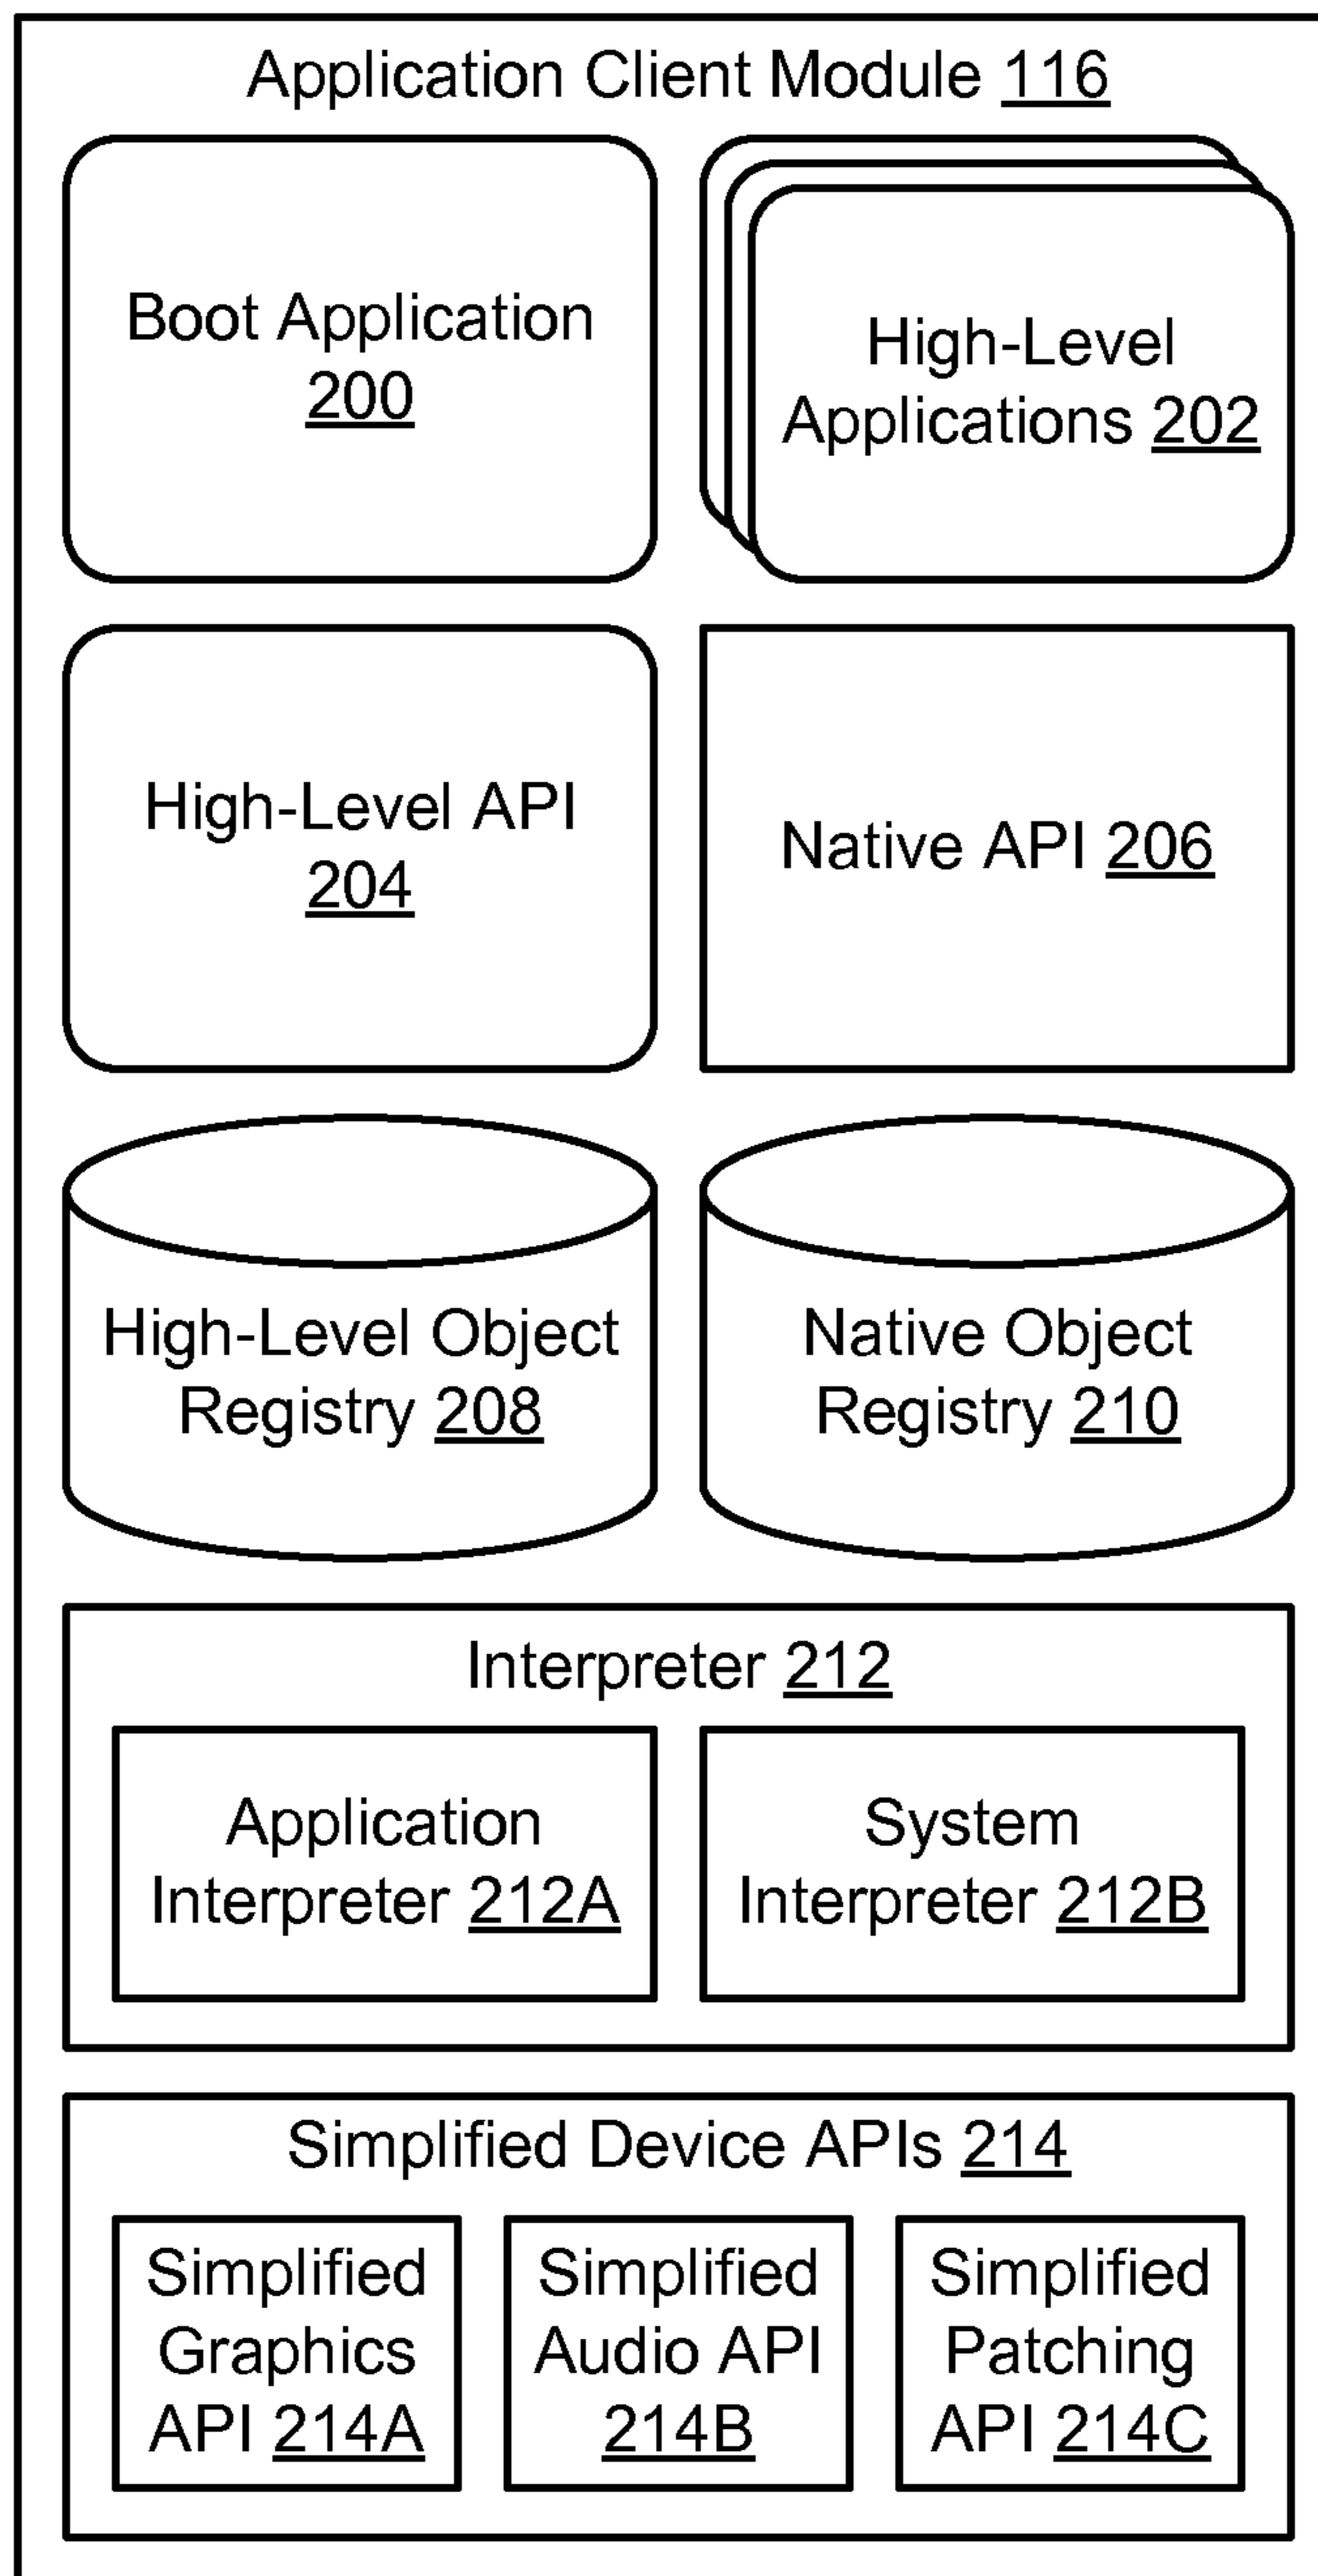 Application Client Module 116
Boot Application
200
High-Level
Applications 202
High-Level API
204
Native API 206
High-Level Object
Registry 208
Native Object
Registry 210
Interpreter 212
Application
Interpreter 212A
System
Interpreter 212B
Simplified Device APIs 214
Simplified
Graphics
API 214A
Simplified
Audio API
214B
Simplified
Patching
API 214C